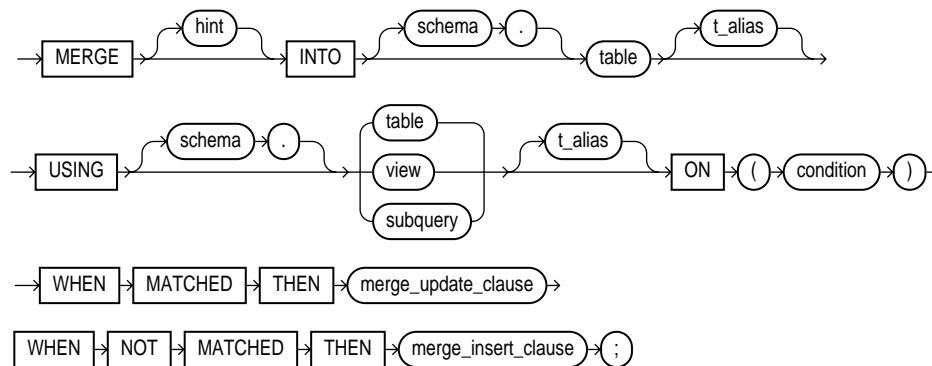 MERGE hint INTO schema . table t_alias
USING schema . table view subquery t_alias ON ( condition )
WHEN MATCHED THEN merge_update_clause
WHEN NOT MATCHED THEN merge_insert_clause ;